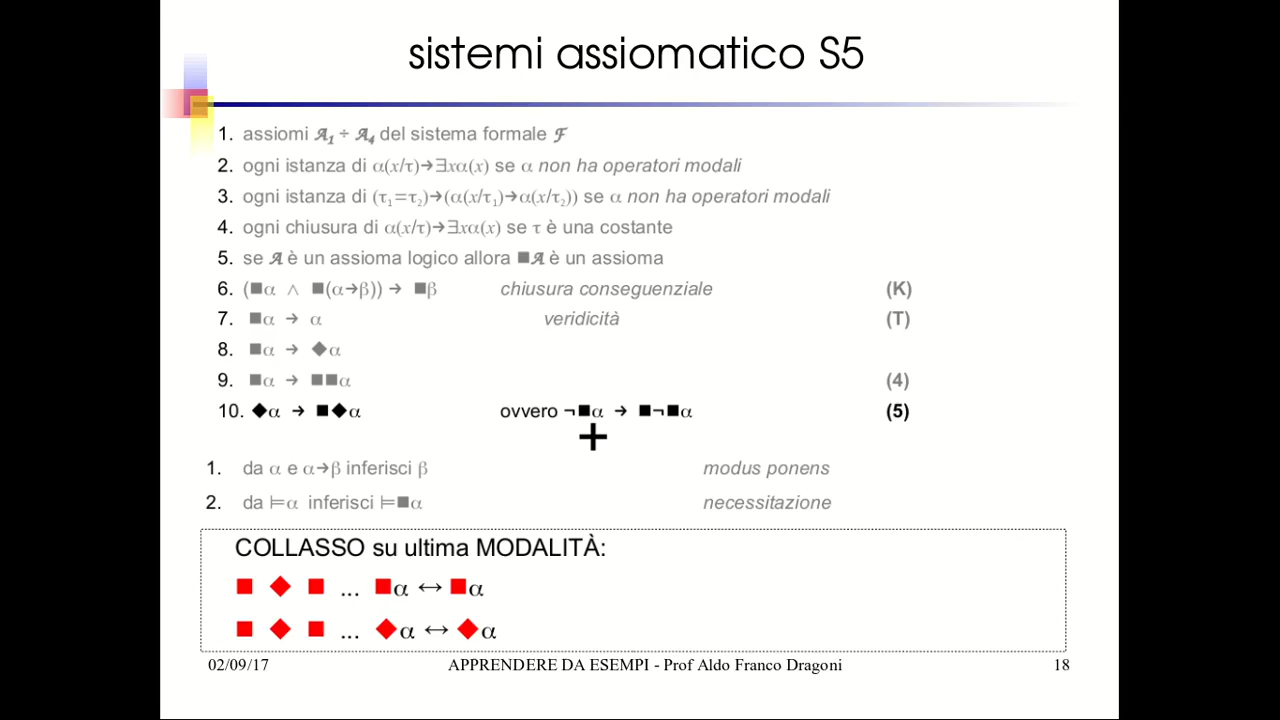 sistemi assiomatico S5
1. assiomi 𝓐₁ ÷ 𝓐₄ del sistema formale 𝓕
2. ogni istanza di α(x/τ)→∃xα(x) se α non ha operatori modali
3. ogni istanza di (τ₁=τ₂)→(α(x/τ₁)→α(x/τ₂)) se α non ha operatori modali
4. ogni chiusura di α(x/τ)→∃xα(x) se τ è una costante
5. se 𝓐 è un assioma logico allora ■𝓐 è un assioma
6. (■α ∧ ■(α→β)) → ■β chiusura conseguenziale (K)
7. ■α → α veridicità (T)
8. ■α → ◆α
9. ■α → ■■α (4)
10. ◆α → ■◆α ovvero ¬■α → ■¬■α (5)
+
1. da α e α→β inferisci β modus ponens
2. da ⊨α inferisci ⊨■α necessitazione
COLLASSO su ultima MODALITÀ:
■ ◆ ■ ... ■α ↔ ■α
■ ◆ ■ ... ◆α ↔ ◆α
02/09/17 APPRENDERE DA ESEMPI - Prof Aldo Franco Dragoni 18